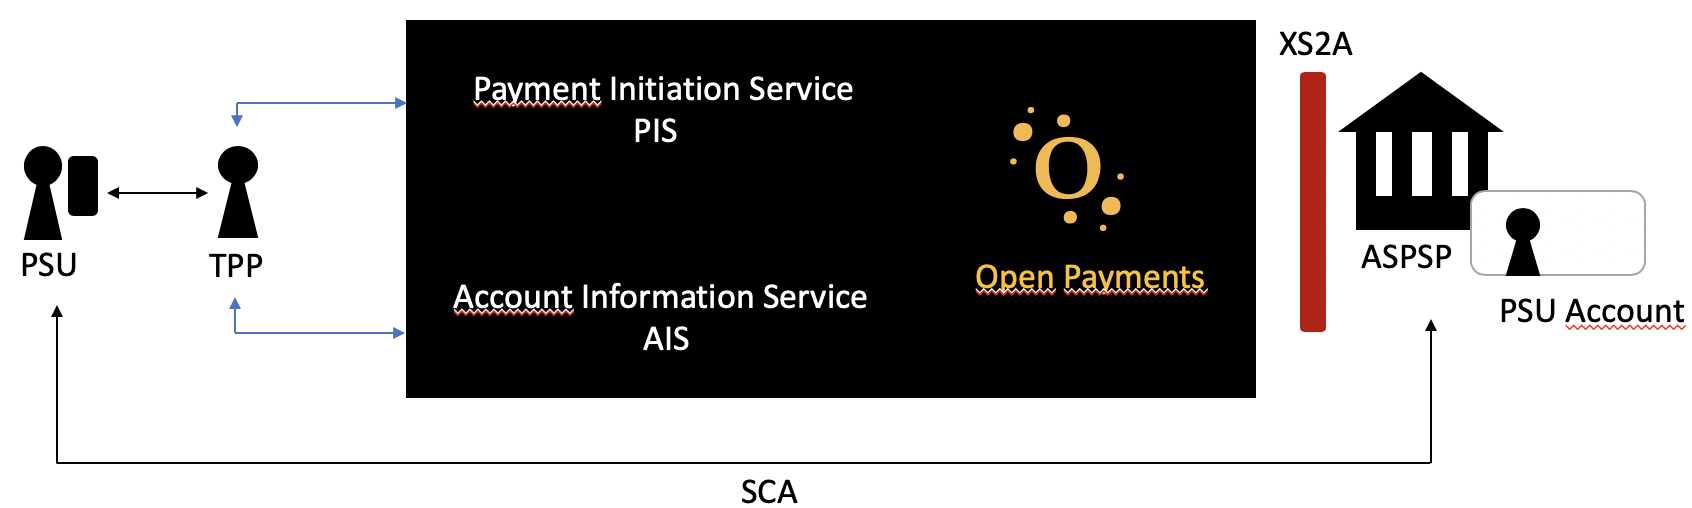 XS2A
Payment Initiation Service
PIS
O
Open Payments
PSU
TPP
ASPSP
Account Information Service
AIS
PSU Account
SCA